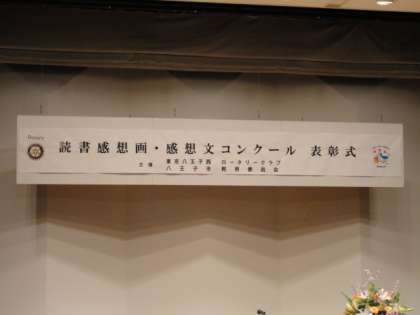 Rotary
読書感想画・感想文コンクール 表彰式
主催 東京八王子西 ロータリークラブ
八王子市 教育委員会